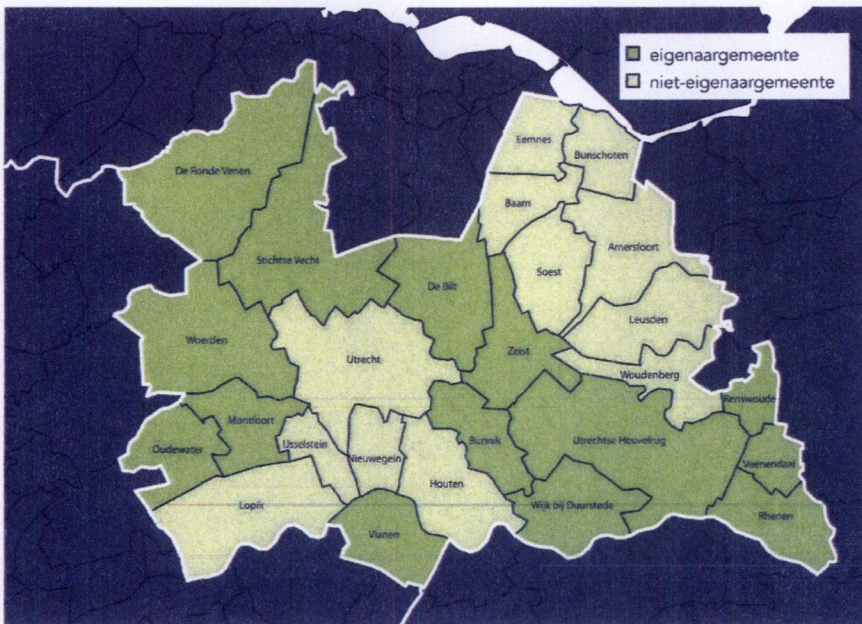 eigenaargemeente
niet-eigenaargemeente
Eemnes
Bunschoten
De Ronde Venen
Baarn
Amersfoort
Stichtse Vecht
Soest
De Bilt
Leusden
Woerden
Zeist
Utrecht
Woudenberg
Renswoude
Montfoort
IJsselstein
Bunnik
Utrechtse Heuvelrug
Oudewater
Nieuwegein
Veenendaal
Houten
Lopik
Wijk bij Duurstede
Rhenen
Vianen